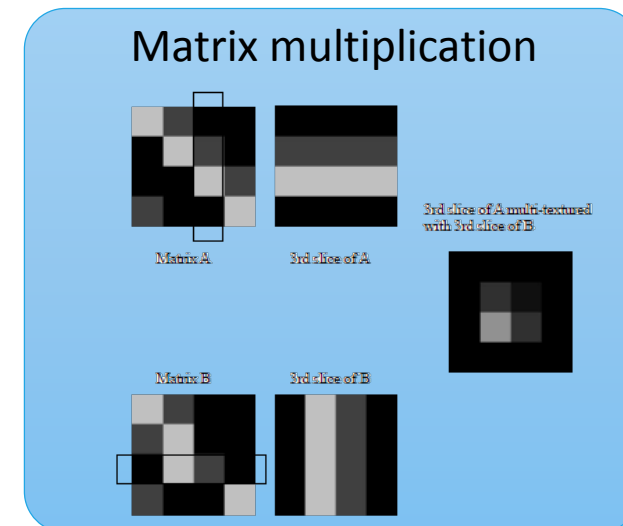 Matrix multiplication
3rd slice of A multi-textured
with 3rd slice of B
Matrix A
3rd slice of A
Matrix B
3rd slice of B